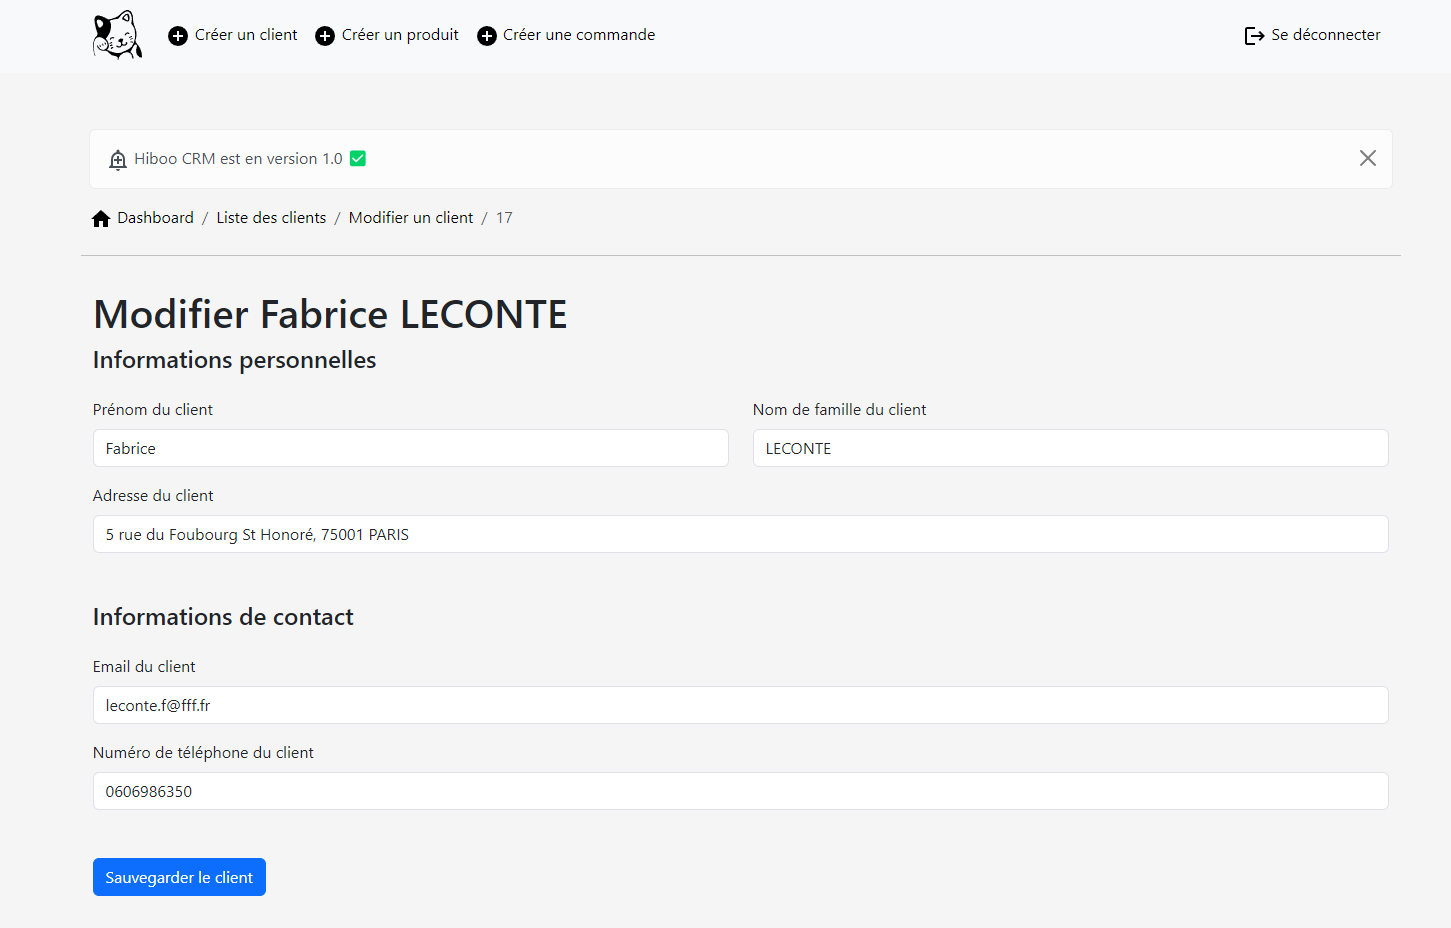 Créer un client Créer un produit Créer une commande Se déconnecter
Hiboo CRM est en version 1.0 ✅
Dashboard / Liste des clients / Modifier un client / 17
Modifier Fabrice LECONTE
Informations personnelles
Prénom du client Nom de famille du client
Fabrice LECONTE
Adresse du client
5 rue du Foubourg St Honoré, 75001 PARIS
Informations de contact
Email du client
leconte.f@fff.fr
Numéro de téléphone du client
0606986350
Sauvegarder le client